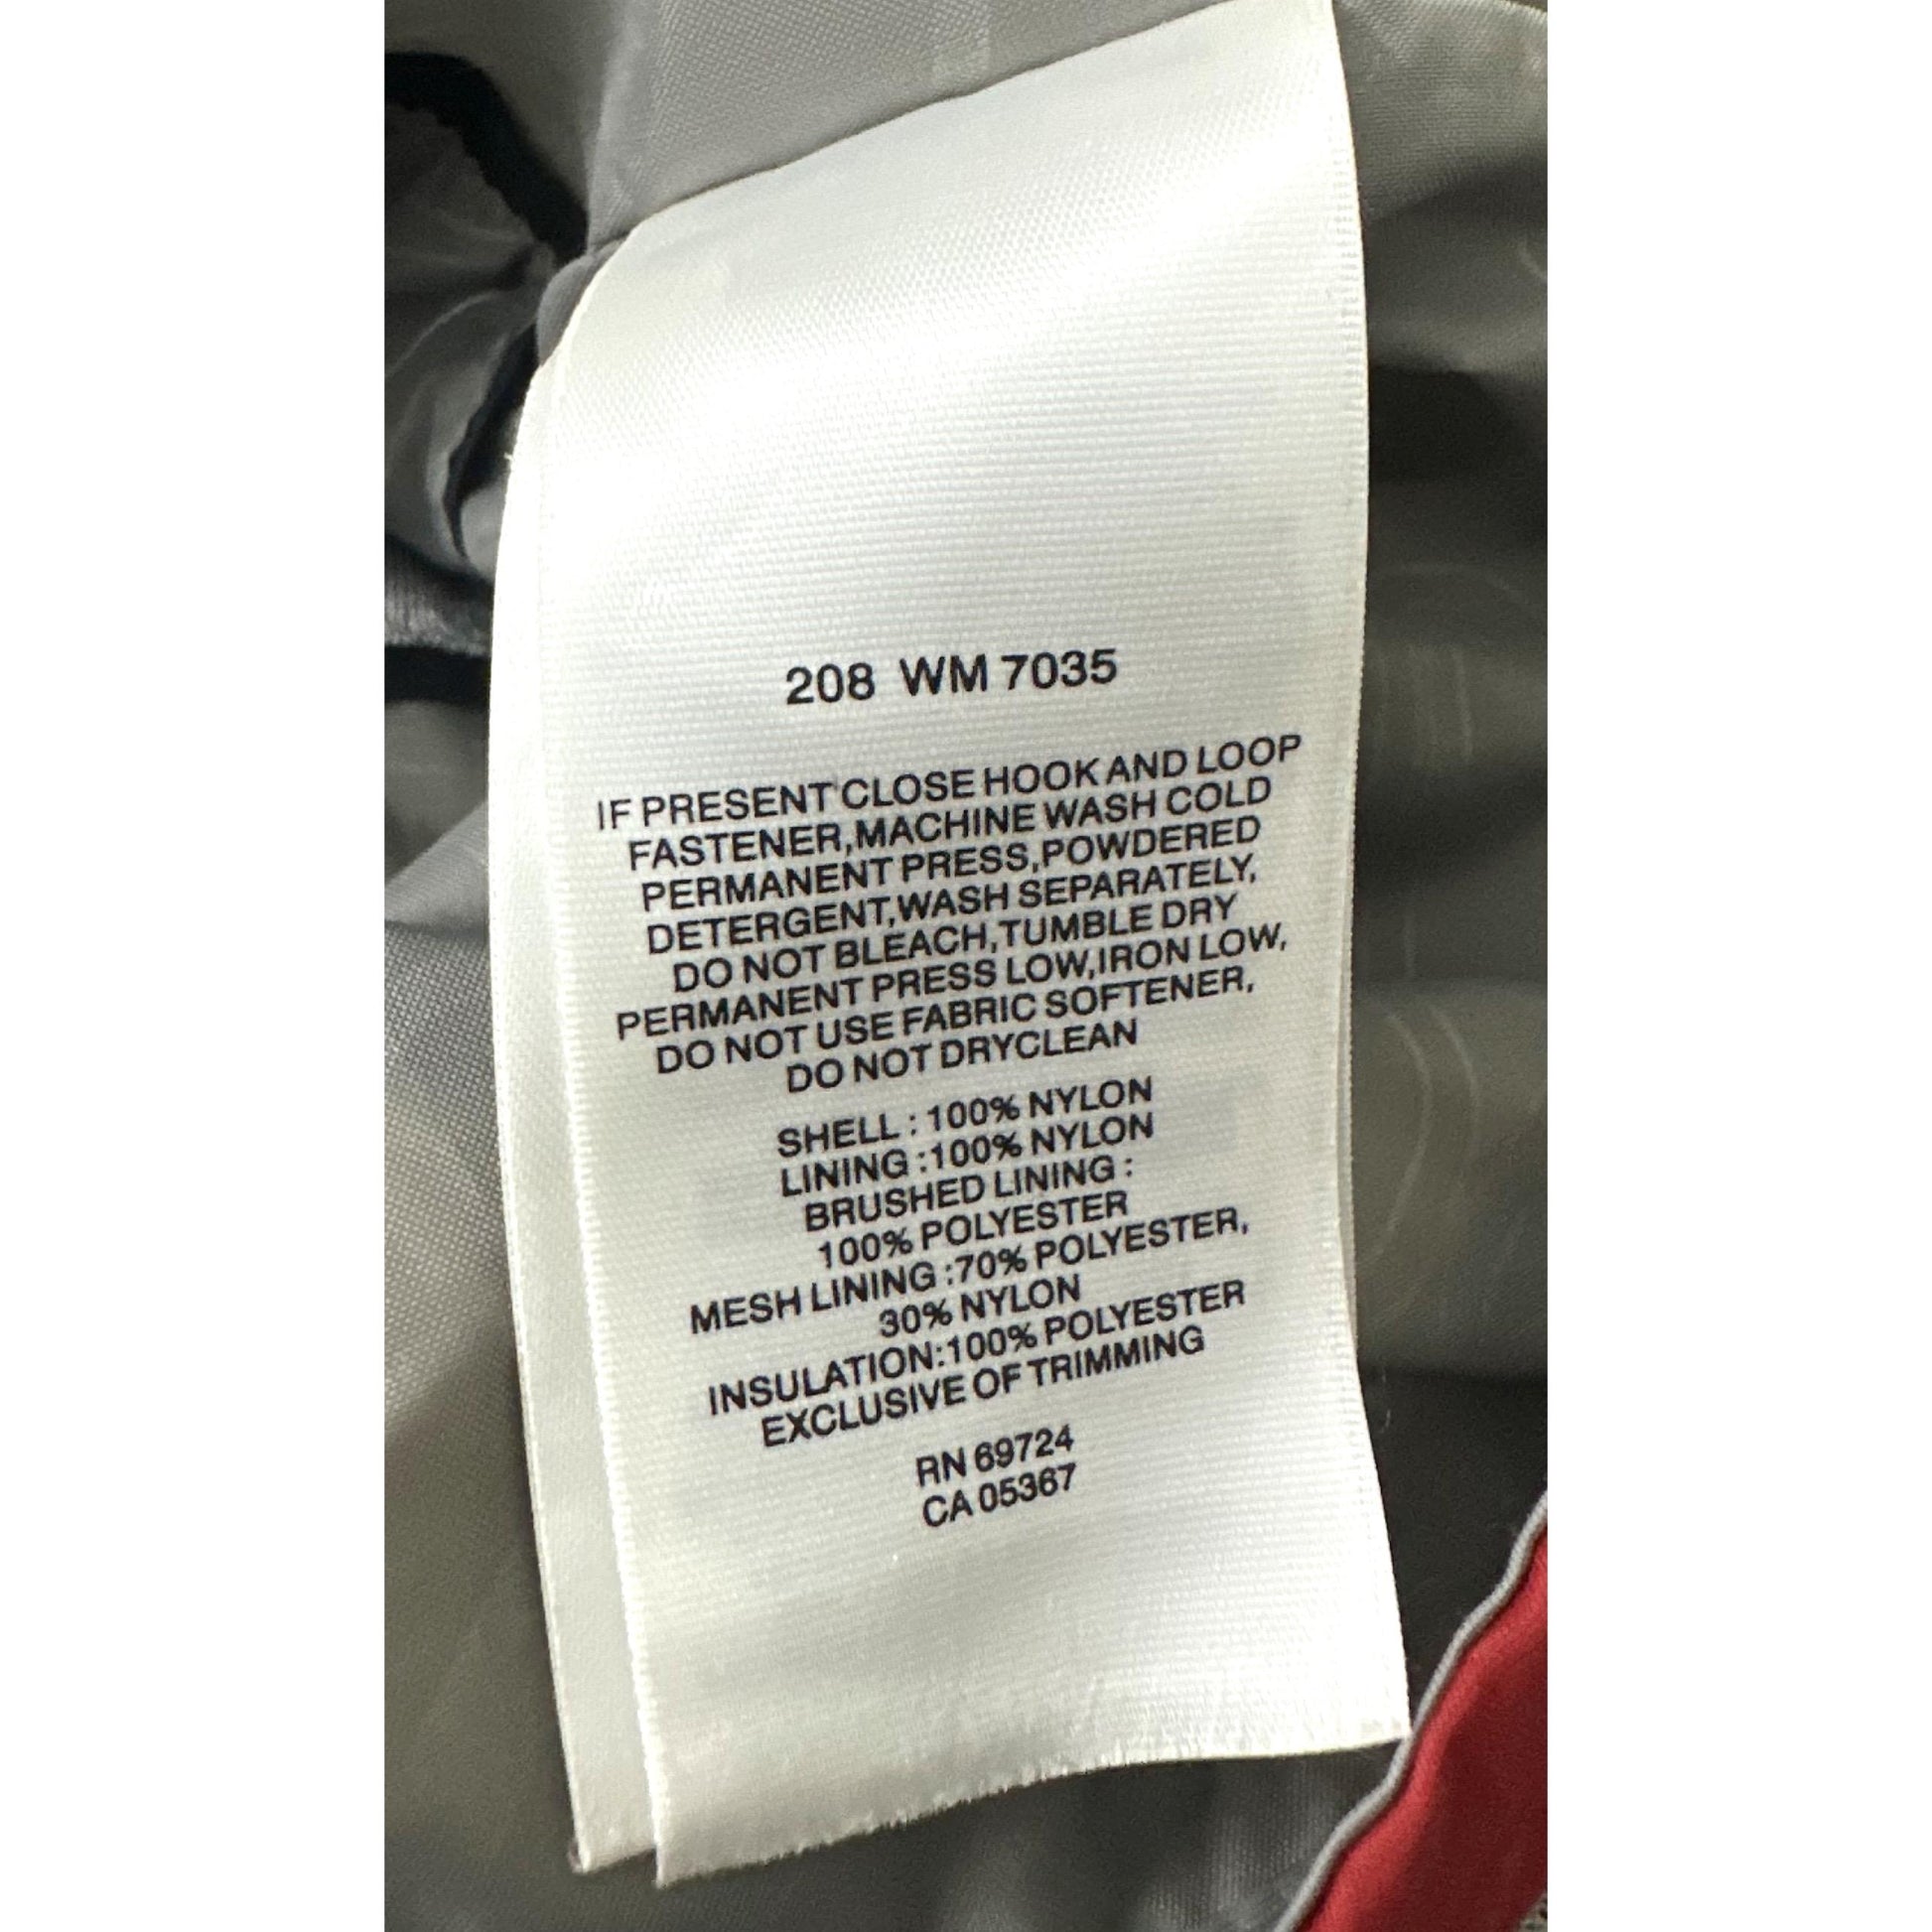 208 WM 7035
IF PRESENT CLOSE HOOK AND LOOP
FASTENER,MACHINE WASH COLD
PERMANENT PRESS,POWDERED
DETERGENT,WASH SEPARATELY,
DO NOT BLEACH,TUMBLE DRY
PERMANENT PRESS LOW,IRON LOW,
DO NOT USE FABRIC SOFTENER,
DO NOT DRYCLEAN
SHELL : 100% NYLON
LINING :100% NYLON
BRUSHED LINING :
100% POLYESTER
MESH LINING :70% POLYESTER,
30% NYLON
INSULATION:100% POLYESTER
EXCLUSIVE OF TRIMMING
RN 69724
CA 05367